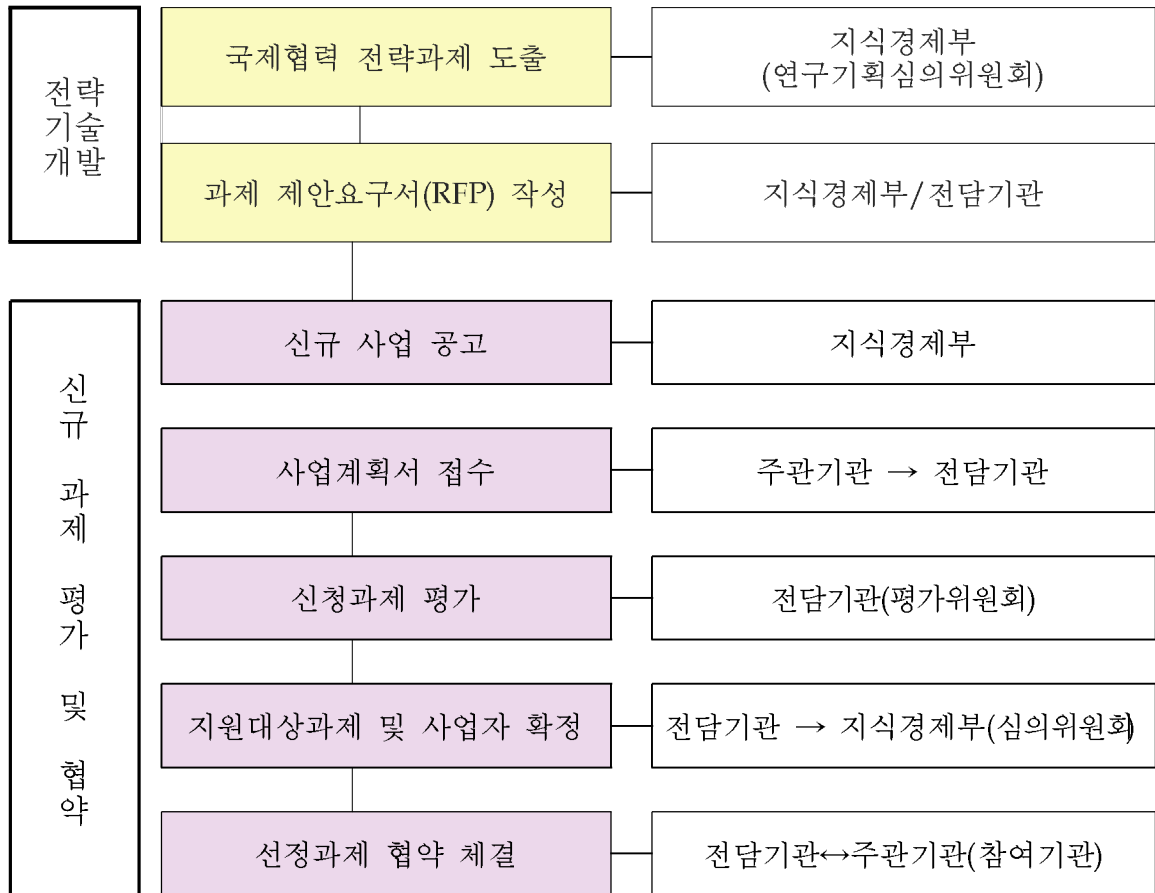 전략
기술
개발
국제협력 전략과제 도출
지식경제부
(연구기획심의위원회)
과제 제안요구서(RFP) 작성
지식경제부/전담기관
신
규
과
제
평
가
및
협
약
신규 사업 공고
지식경제부
사업계획서 접수
주관기관 → 전담기관
신청과제 평가
전담기관(평가위원회)
지원대상과제 및 사업자 확정
전담기관 → 지식경제부(심의위원회)
선정과제 협약 체결
전담기관↔주관기관(참여기관)